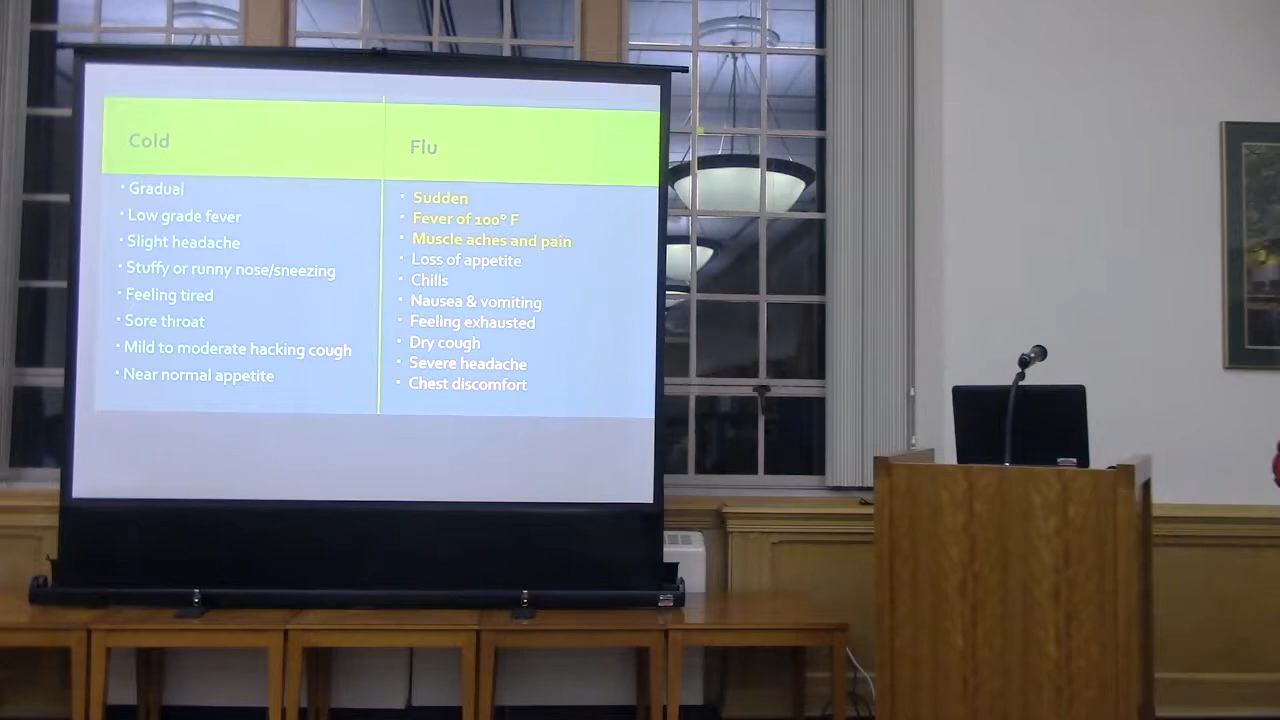 Cold
Gradual
Low grade fever
Slight headache
Stuffy or runny nose/sneezing
Feeling tired
Sore throat
Mild to moderate hacking cough
Near normal appetite
Flu
Sudden
Fever of 100° F
Muscle aches and pain
Loss of appetite
Chills
Nausea & vomiting
Feeling exhausted
Dry cough
Severe headache
Chest discomfort